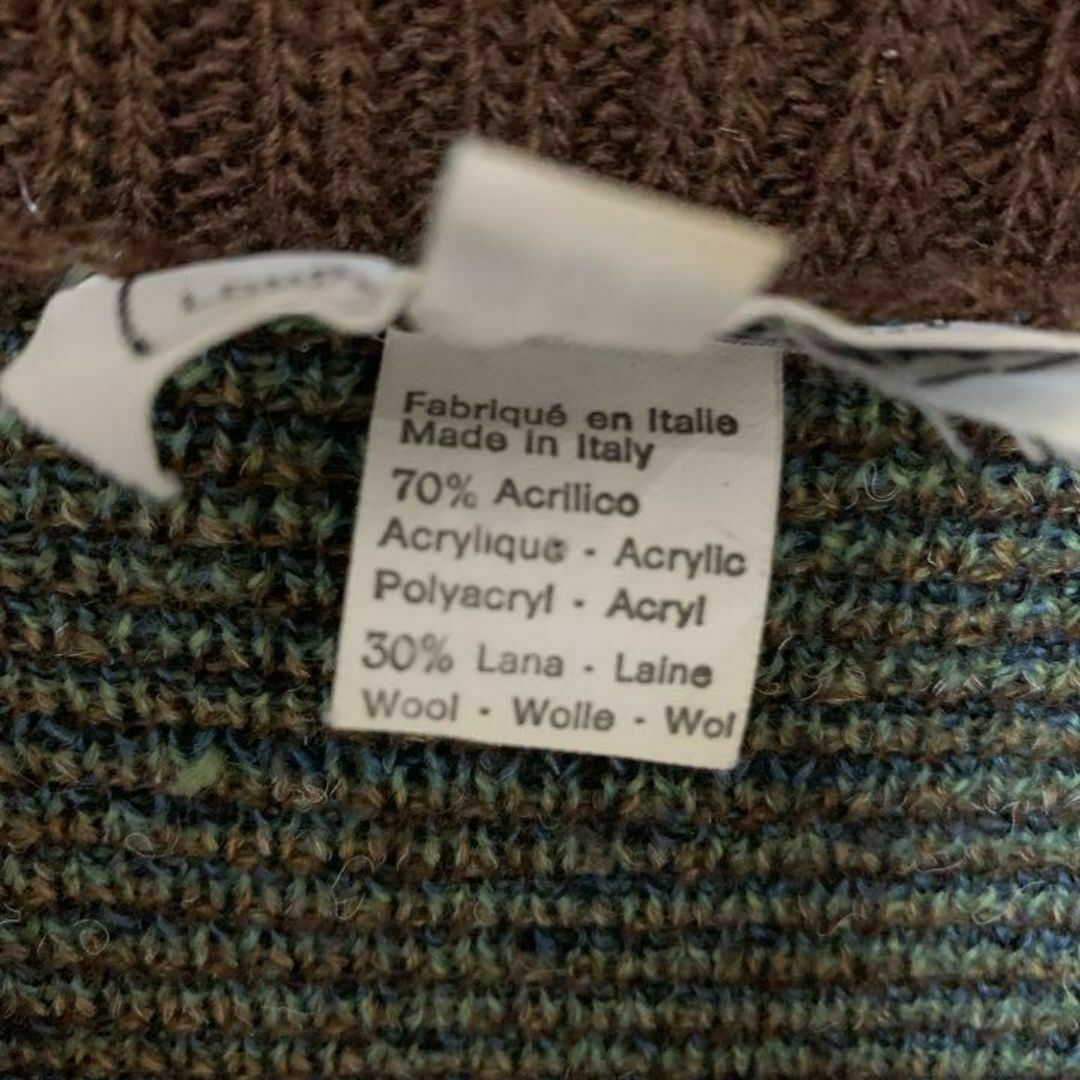 Fabriqué en Italie
Made in Italy
70% Acrilico
Acrylique - Acrylic
Polyacryl - Acryl
30% Lana - Laine
Wool - Wolle - Wol